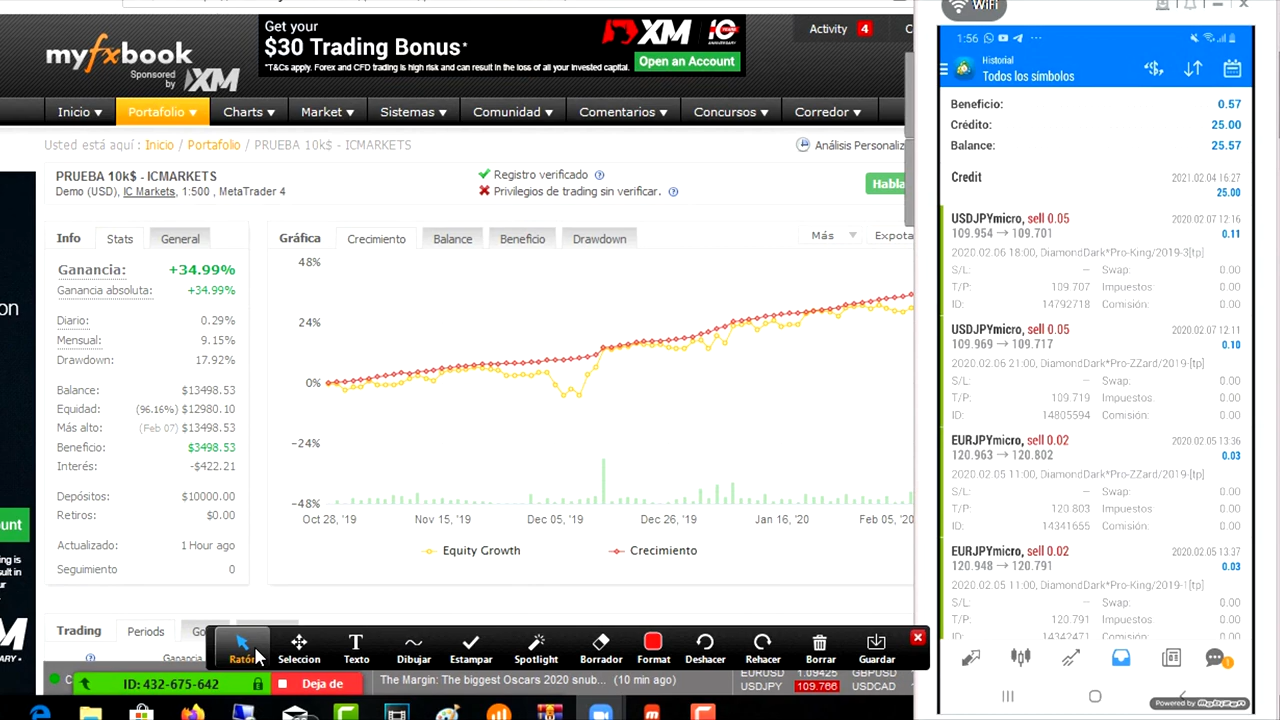 WiFi
myfxbook
Sponsored by XM
Get your
$30 Trading Bonus*
*T&Cs apply. Forex and CFD trading is high risk and can result in the loss of all your invested capital.
XM
10
Open an Account
Activity 4
Inicio
Portafolio
Charts
Market
Sistemas
Comunidad
Comentarios
Concursos
Corredor
Usted está aquí : Inicio / Portafolio / PRUEBA 10k$ - ICMARKETS
Análisis Personaliz
PRUEBA 10k$ - ICMARKETS
Demo (USD), IC Markets, 1:500 , MetaTrader 4
Registro verificado
Privilegios de trading sin verificar.
Habla
Info
Stats
General
Ganancia: +34.99%
Ganancia absoluta: +34.99%
Diario: 0.29%
Mensual: 9.15%
Drawdown: 17.92%
Balance: $13498.53
Equidad: (96.16%) $12980.10
Más alto: (Feb 07) $13498.53
Beneficio: $3498.53
Interés: -$422.21
Depósitos: $10000.00
Retiros: $0.00
Actualizado: 1 Hour ago
Seguimiento 0
Gráfica
Crecimiento
Balance
Beneficio
Drawdown
Más
Expota
48%
24%
0%
-24%
-48%
Oct 28, '19
Nov 15, '19
Dec 05, '19
Dec 26, '19
Jan 16, '20
Feb 05, '20
Equity Growth
Crecimiento
Trading
Periods
Go
Ganancia
on
ount
Ratón
Seleccion
Texto
Dibujar
Estampar
Spotlight
Borrador
Format
Deshacer
Rehacer
Borrar
Guardar
ID: 432-675-642
Deja de
The Margin: The biggest Oscars 2020 snub... (10 min ago)
EURUSD 1.09425 GBPUSD
USDJPY 109.766 USDCAD
1:56
Historial
Todos los símbolos
Beneficio: 0.57
Crédito: 25.00
Balance: 25.57
Credit 2021.02.04 16:27
25.00
USDJPYmicro, sell 0.05 2020.02.07 12:16
109.954 → 109.701 0.11
2020.02.06 18:00, DiamondDark*Pro-King/2019-3[tp]
S/L: – Swap: 0.00
T/P: 109.707 Impuestos: 0.00
ID: 14792718 Comisión: 0.00
USDJPYmicro, sell 0.05 2020.02.07 12:11
109.969 → 109.717 0.10
2020.02.06 21:00, DiamondDark*Pro-ZZard/2019-[tp]
S/L: – Swap: 0.00
T/P: 109.719 Impuestos: 0.00
ID: 14805594 Comisión: 0.00
EURJPYmicro, sell 0.02 2020.02.05 13:36
120.963 → 120.802 0.03
2020.02.05 11:00, DiamondDark*Pro-ZZard/2019-[tp]
S/L: – Swap: 0.00
T/P: 120.803 Impuestos: 0.00
ID: 14341655 Comisión: 0.00
EURJPYmicro, sell 0.02 2020.02.05 13:37
120.948 → 120.791 0.03
2020.02.05 11:00, DiamondDark*Pro-King/2019-1[tp]
S/L: – Swap: 0.00
T/P: 120.791 Impuestos: 0.00
ID: 14342471 Comisión: 0.00
Powered by Mobizen